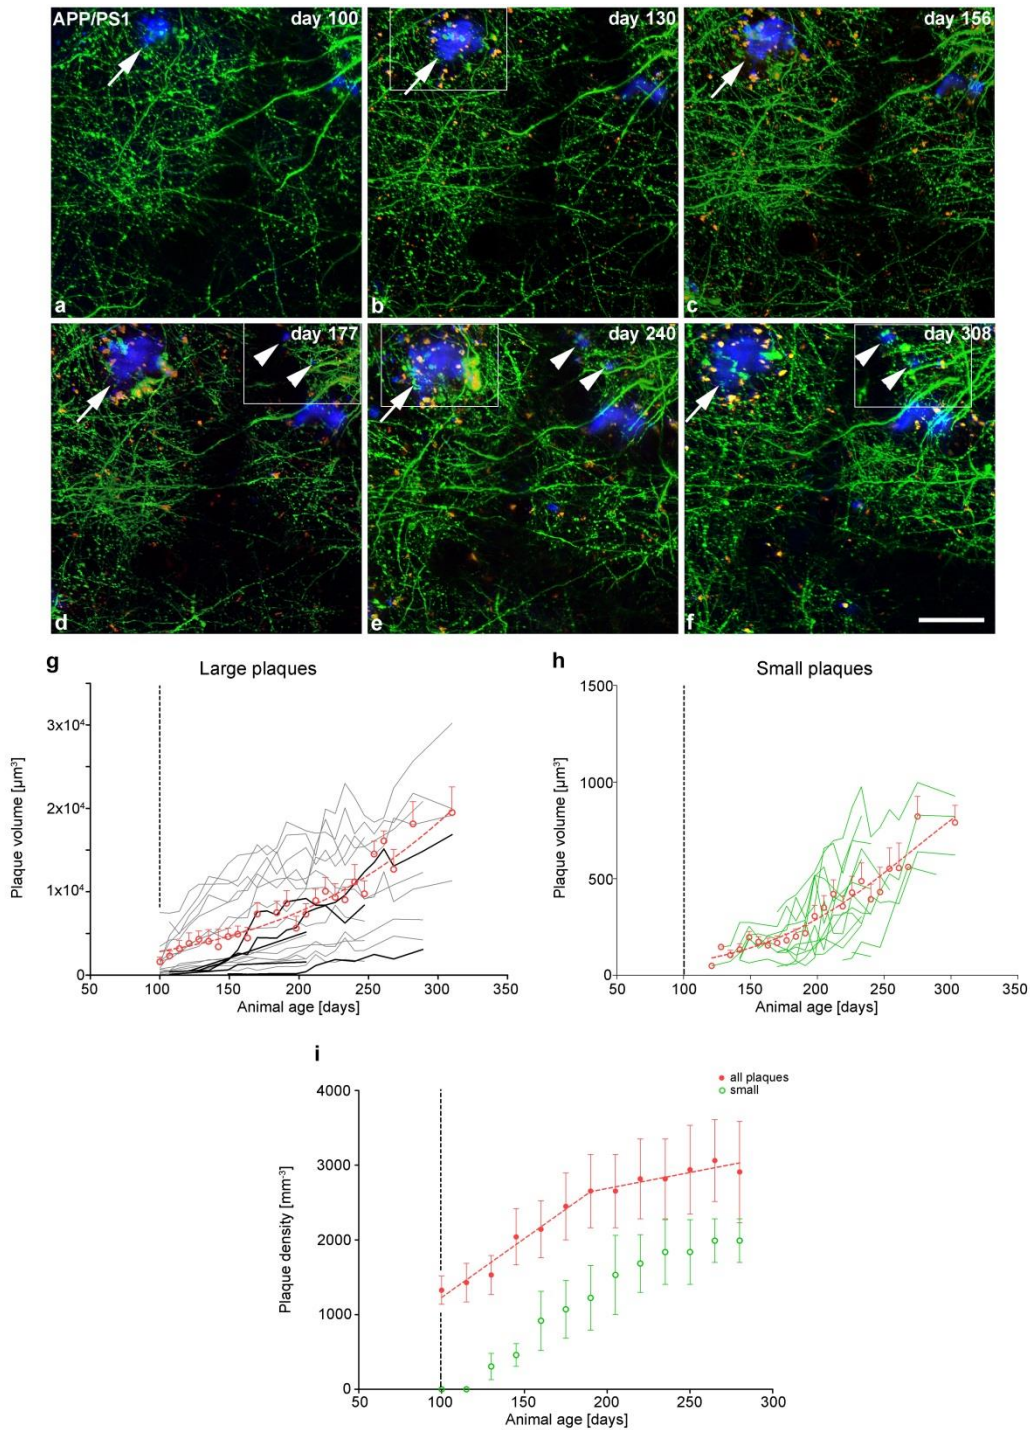 APP/PS1
day 100
day 130
day 156
a
b
c
day 177
day 240
day 308
d
e
f
g
Large plaques
3x10⁴
2x10⁴
1x10⁴
0
Plaque volume [µm³]
50 100 150 200 250 300 350
Animal age [days]
h
Small plaques
1500
1000
500
0
Plaque volume [µm³]
50 100 150 200 250 300 350
Animal age [days]
i
all plaques
small
4000
3000
2000
1000
0
Plaque density [mm⁻³]
50 100 150 200 250 300
Animal age [days]